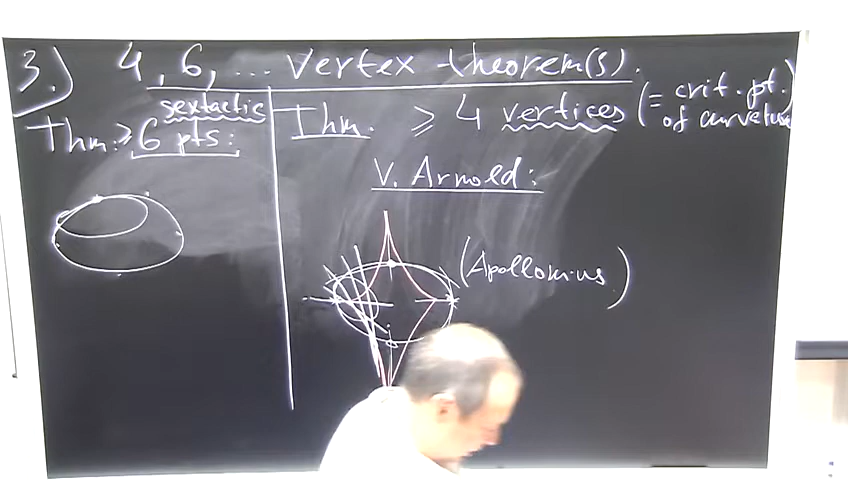 3.) 4, 6, ... Vertex theorem(s).
sextactic
Thm: ≥ 6 pts:
Thm. ≥ 4 vertices (= crit. pt. of curvature)
V. Arnold:
(Apollonius)